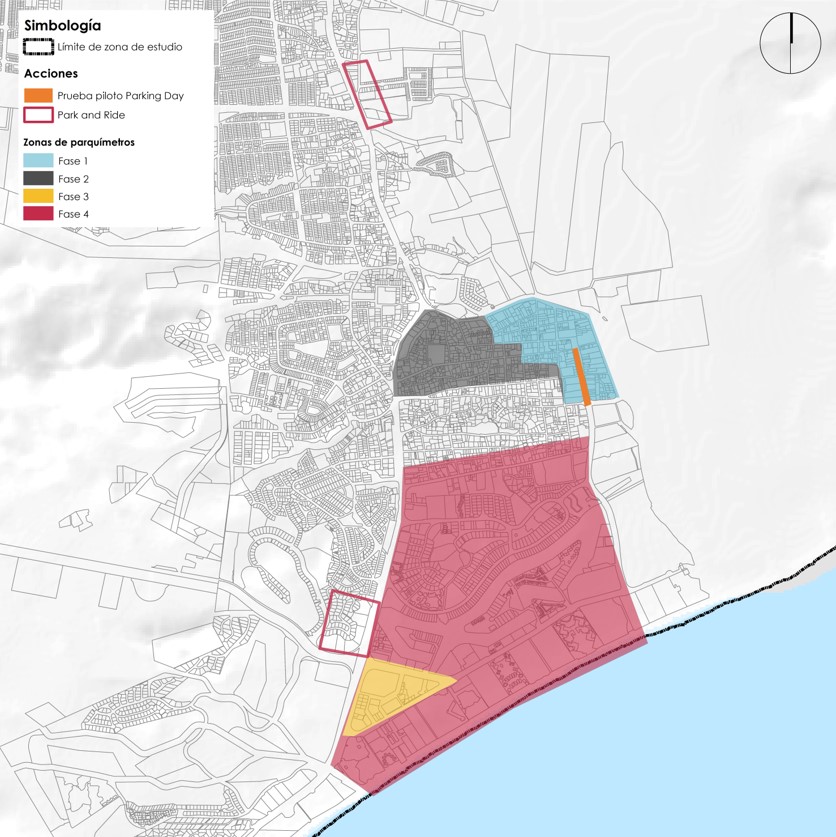 Simbología
Límite de zona de estudio
Acciones
Prueba piloto Parking Day
Park and Ride
Zonas de parquímetros
Fase 1
Fase 2
Fase 3
Fase 4